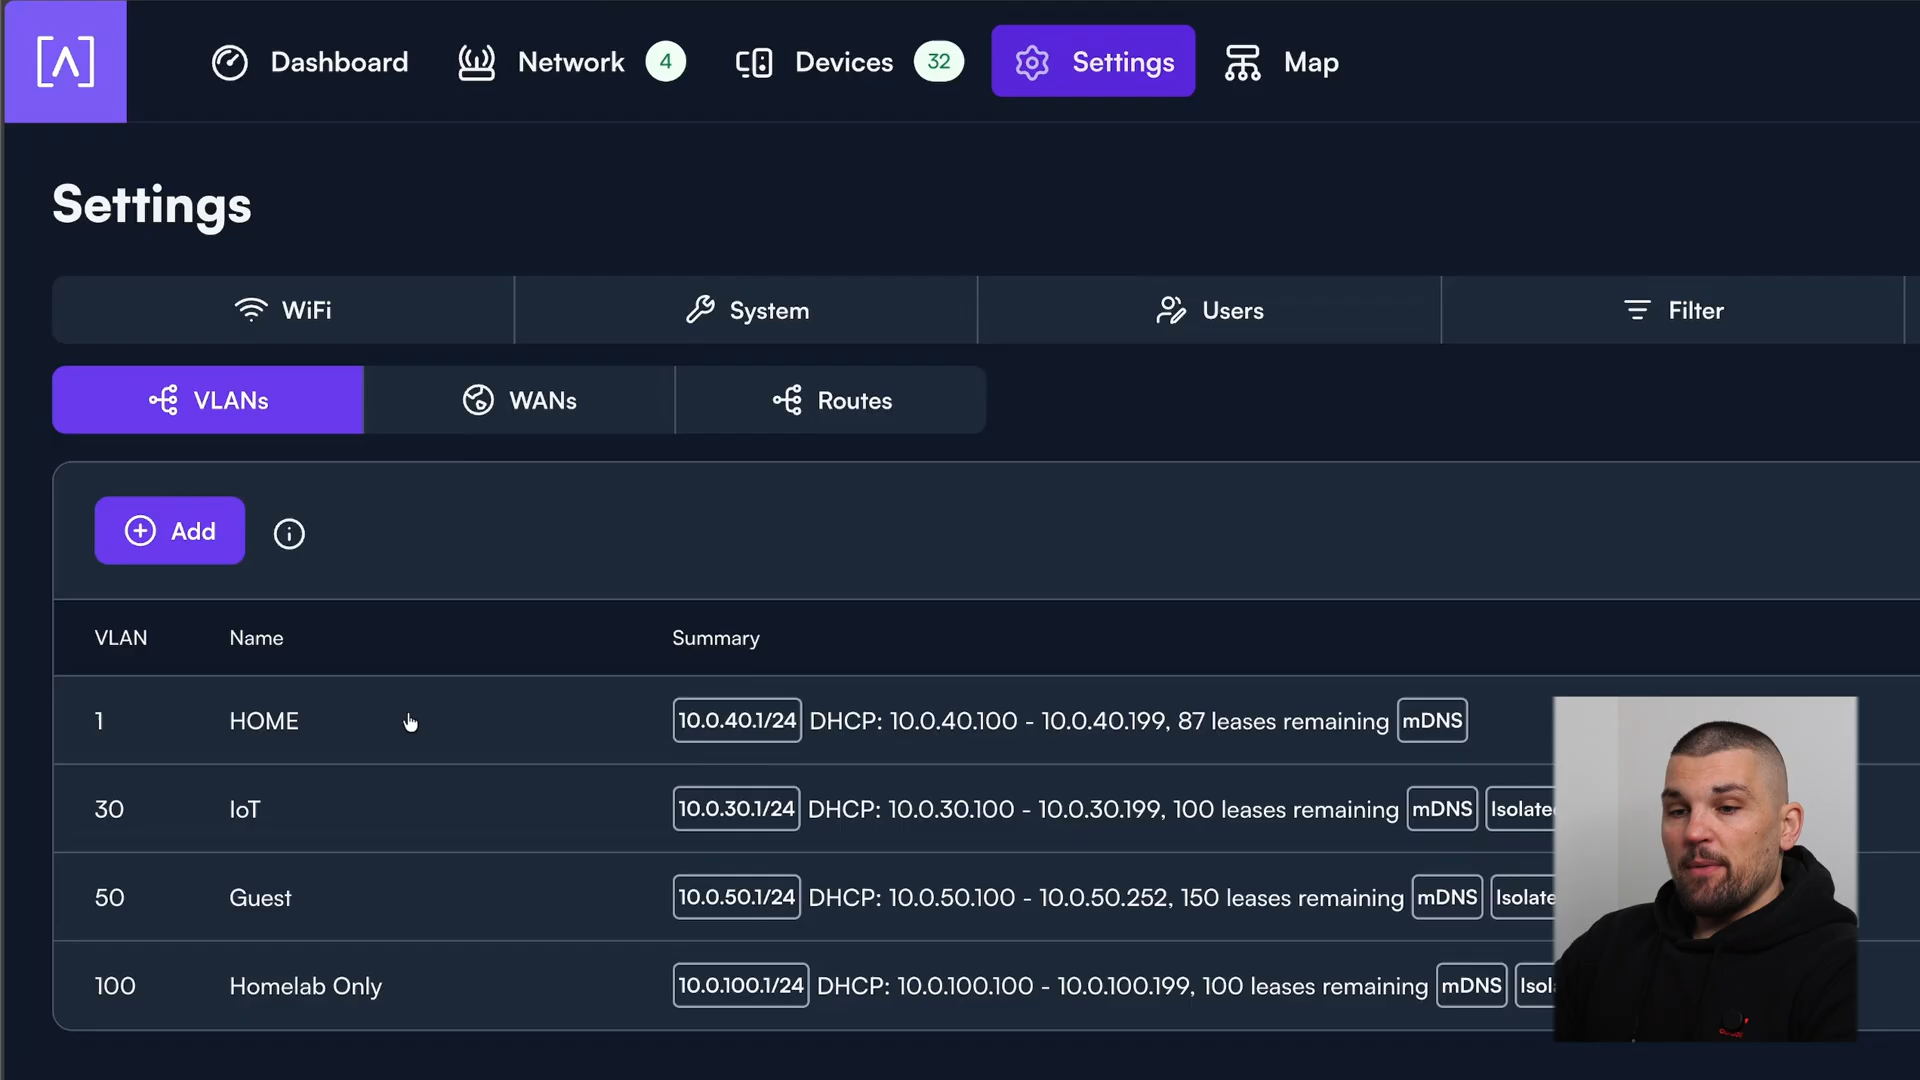 Dashboard Network 4 Devices 32 Settings Map
Settings
WiFi System Users Filter
VLANs WANs Routes
Add
VLAN Name Summary
1 HOME 10.0.40.1/24 DHCP: 10.0.40.100 - 10.0.40.199, 87 leases remaining mDNS
30 IoT 10.0.30.1/24 DHCP: 10.0.30.100 - 10.0.30.199, 100 leases remaining mDNS Isolated
50 Guest 10.0.50.1/24 DHCP: 10.0.50.100 - 10.0.50.252, 150 leases remaining mDNS Isolate
100 Homelab Only 10.0.100.1/24 DHCP: 10.0.100.100 - 10.0.100.199, 100 leases remaining mDNS Isol